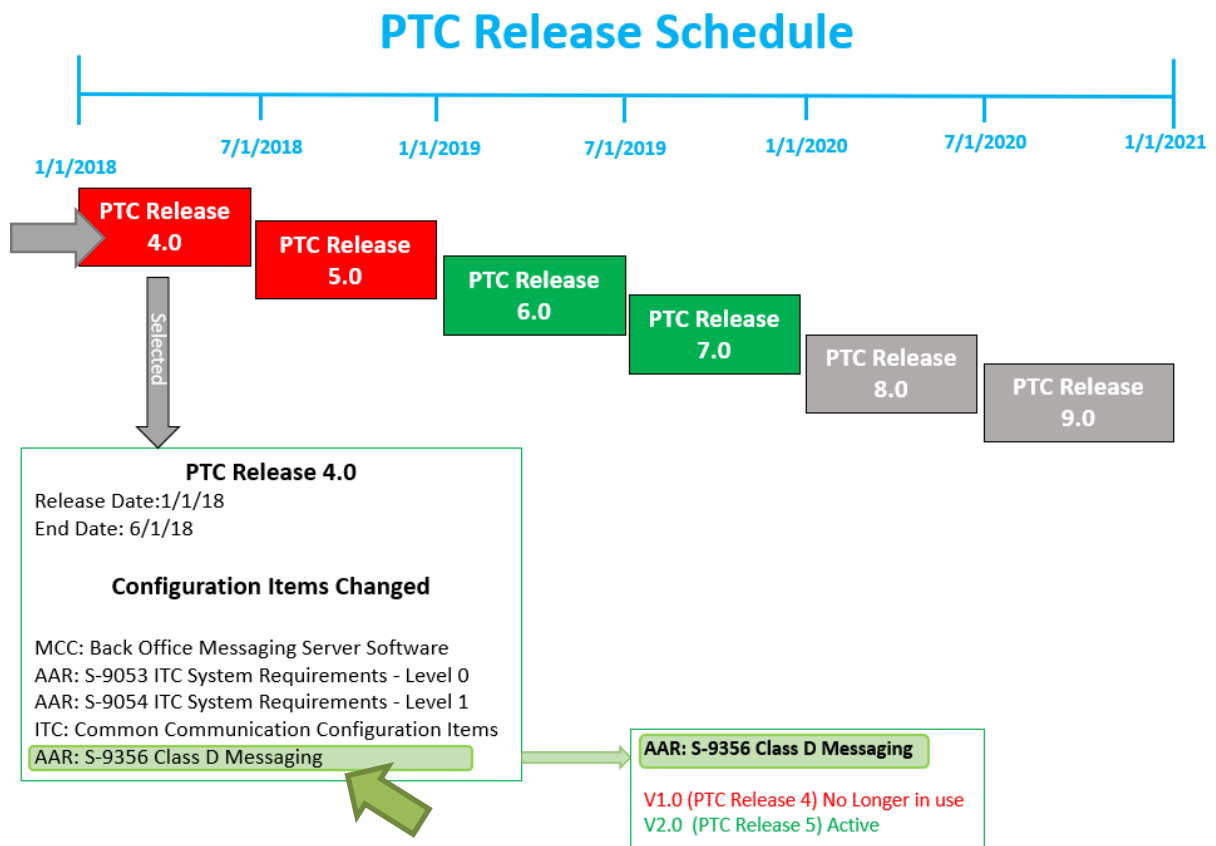 PTC Release Schedule
1/1/2018
7/1/2018
1/1/2019
7/1/2019
1/1/2020
7/1/2020
1/1/2021
PTC Release
4.0
PTC Release
5.0
PTC Release
6.0
PTC Release
7.0
PTC Release
8.0
PTC Release
9.0
Selected
PTC Release 4.0
Release Date:1/1/18
End Date: 6/1/18
Configuration Items Changed
MCC: Back Office Messaging Server Software
AAR: S-9053 ITC System Requirements - Level 0
AAR: S-9054 ITC System Requirements - Level 1
ITC: Common Communication Configuration Items
AAR: S-9356 Class D Messaging
AAR: S-9356 Class D Messaging
V1.0 (PTC Release 4) No Longer in use
V2.0 (PTC Release 5) Active